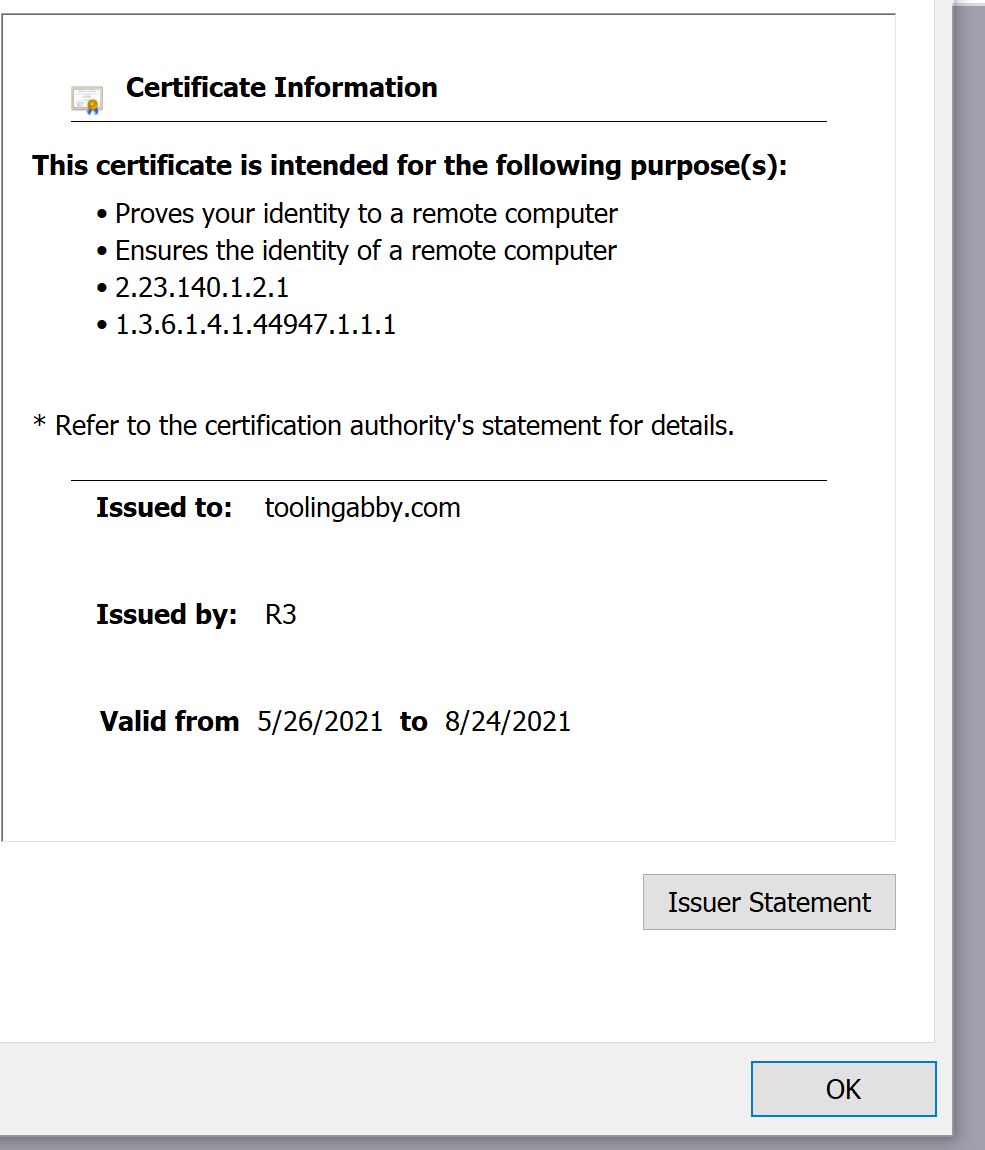 Certificate Information
This certificate is intended for the following purpose(s):
• Proves your identity to a remote computer
• Ensures the identity of a remote computer
• 2.23.140.1.2.1
• 1.3.6.1.4.1.44947.1.1.1
* Refer to the certification authority's statement for details.
Issued to: toolingabby.com
Issued by: R3
Valid from 5/26/2021 to 8/24/2021
Issuer Statement
OK